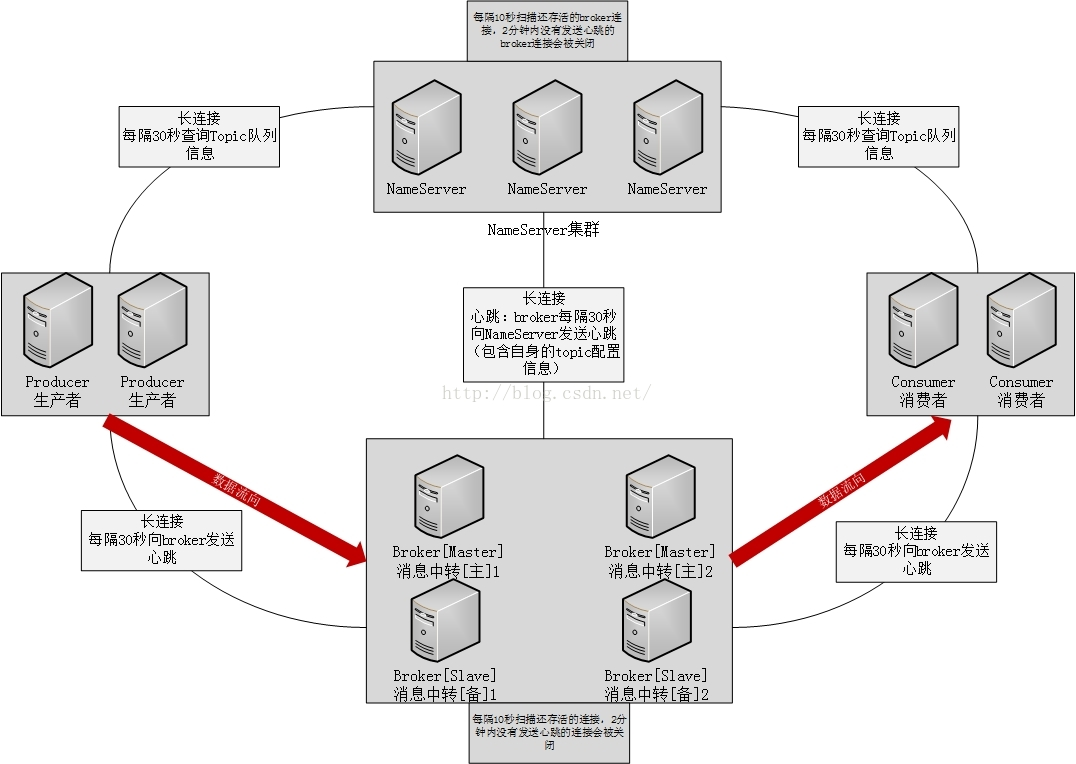 每隔10秒扫描还存活的broker连
接，2分钟内没有发送心跳的
broker连接会被关闭
长连接
每隔30秒查询Topic队列
信息
NameServer
NameServer
NameServer
长连接
每隔30秒查询Topic队列
信息
NameServer集群
长连接
心跳：broker每隔30秒
向NameServer发送心跳
（包含自身的topic配置
信息）
Producer
生产者
Producer
生产者
Consumer
消费者
Consumer
消费者
http://blog.csdn.net/
数据流向
数据流向
长连接
每隔30秒向broker发送
心跳
长连接
每隔30秒向broker发送
心跳
Broker[Master]
消息中转[主]1
Broker[Master]
消息中转[主]2
Broker[Slave]
消息中转[备]1
Broker[Slave]
消息中转[备]2
每隔10秒扫描还存活的连接，2分
钟内没有发送心跳的连接会被关
闭